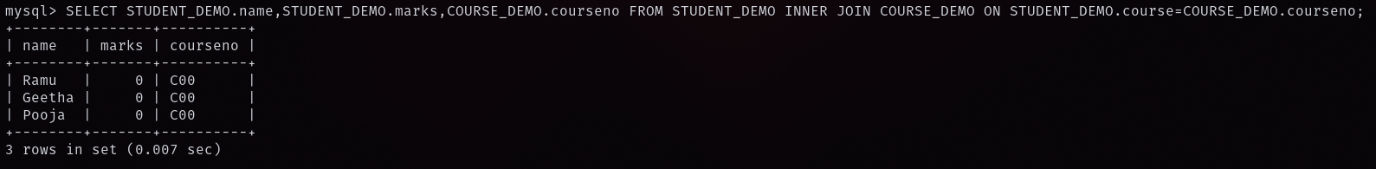 mysql> SELECT STUDENT_DEMO.name,STUDENT_DEMO.marks,COURSE_DEMO.courseno FROM STUDENT_DEMO INNER JOIN COURSE_DEMO ON STUDENT_DEMO.course=COURSE_DEMO.courseno;
+--------+-------+----------+
| name   | marks | courseno |
+--------+-------+----------+
| Ramu   |     0 | C00      |
| Geetha |     0 | C00      |
| Pooja  |     0 | C00      |
+--------+-------+----------+
3 rows in set (0.007 sec)